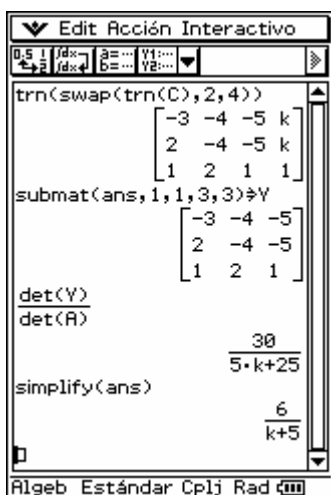 Edit Acción Interactivo
trn(swap(trn(C),2,4))
[-3 -4 -5 k
2 -4 -5 k
1 2 1 1]
submat(ans,1,1,3,3)⇒Y
[-3 -4 -5
2 -4 -5
1 2 1]
det(Y)
det(A)
30
5·k+25
simplify(ans)
6
k+5
Algeb Estándar Cplj Rad